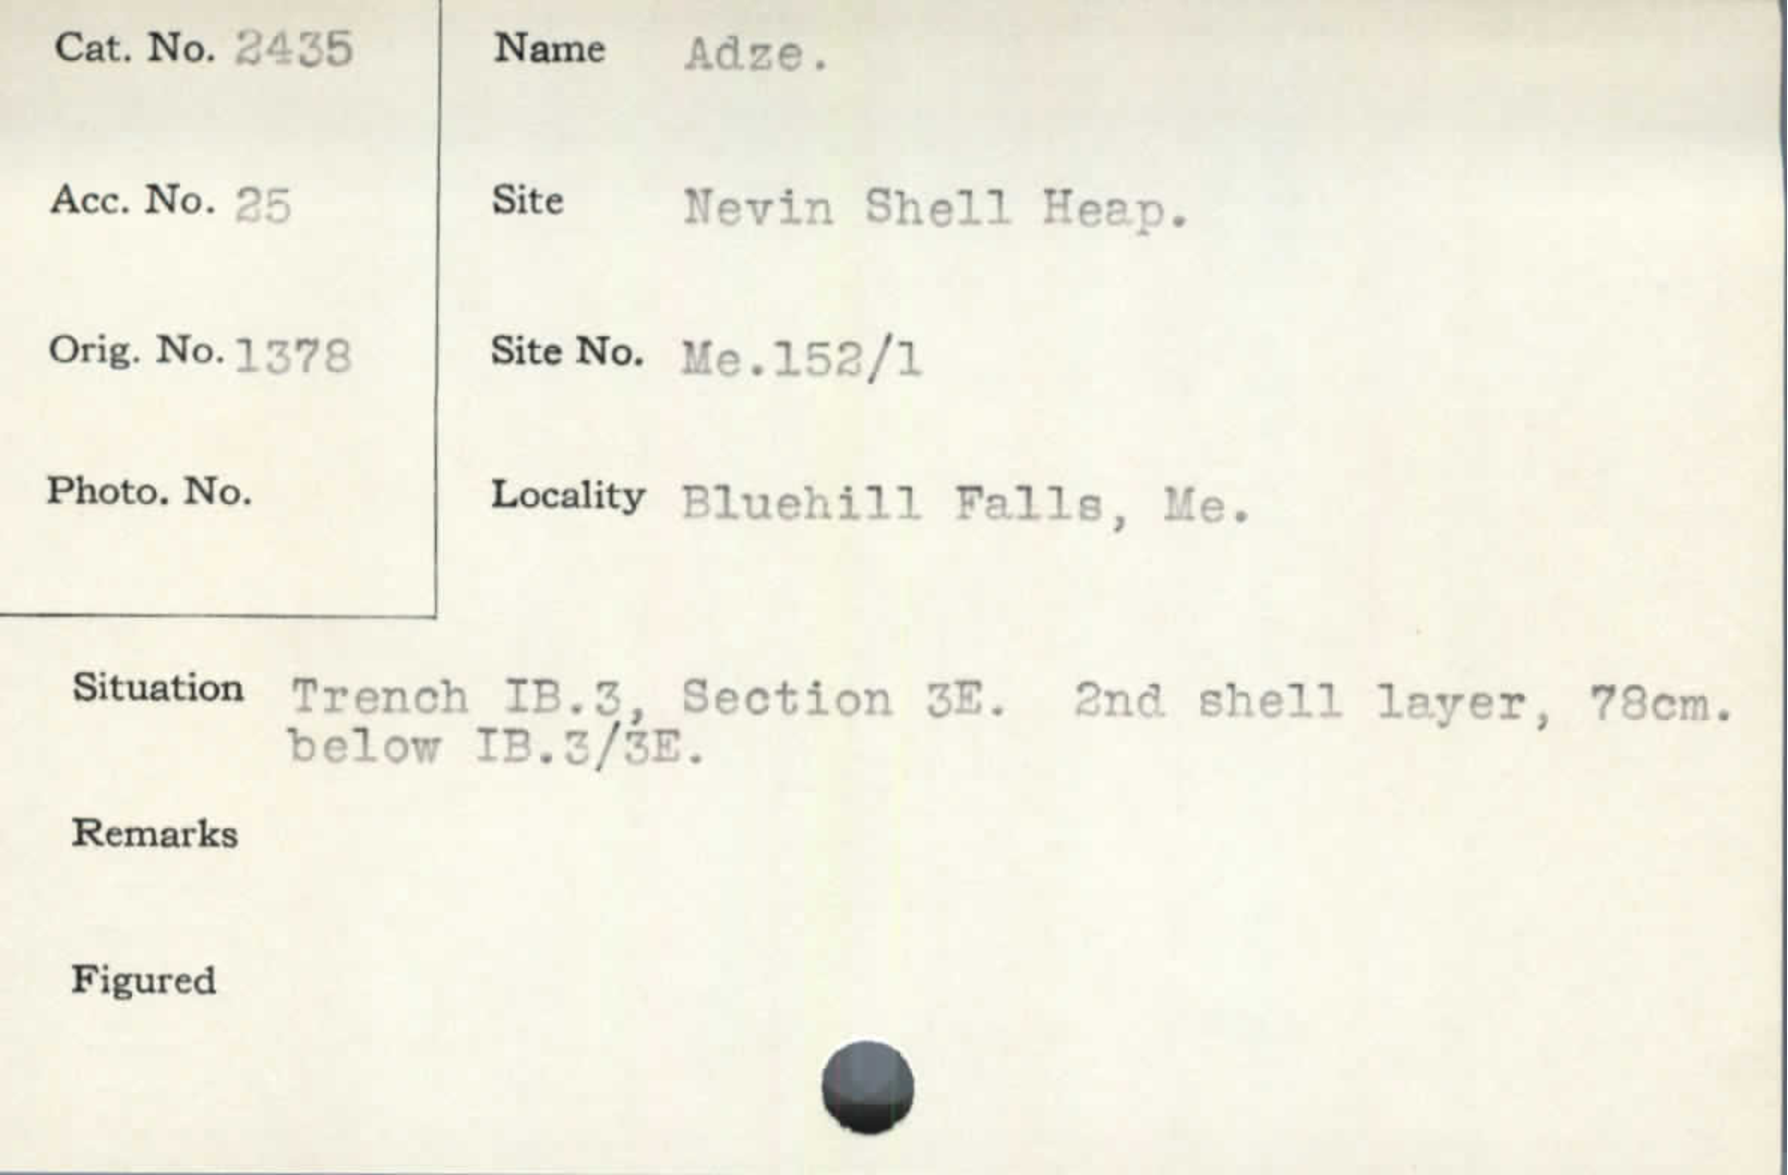 Cat. No. 2435
Name Adze.
Acc. No. 25
Site Nevin Shell Heap.
Orig. No. 1378
Site No. Me.152/1
Photo. No.
Locality Bluehill Falls, Me.
Situation Trench IB.3, Section 3E. 2nd shell layer, 78cm.
below IB.3/3E.
Remarks
Figured